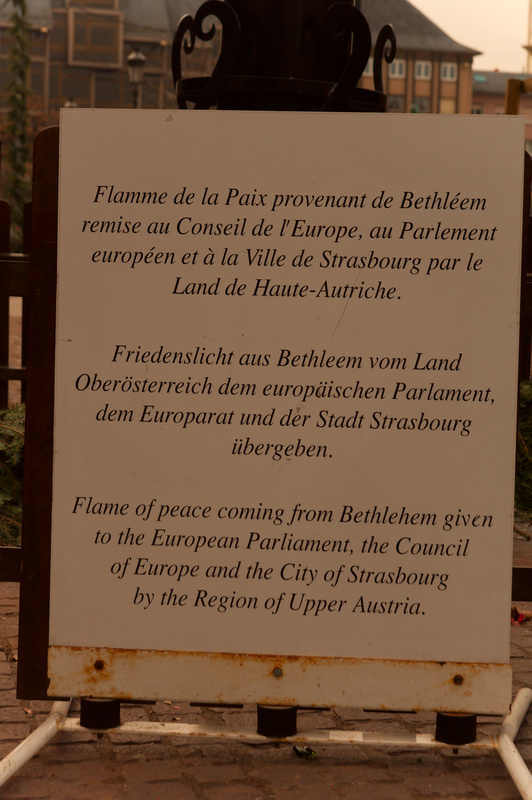 Flamme de la Paix provenant de Bethléem
remise au Conseil de l'Europe, au Parlement
européen et à la Ville de Strasbourg par le
Land de Haute-Autriche.
Friedenslicht aus Bethleem vom Land
Oberösterreich dem europäischen Parlament,
dem Europarat und der Stadt Strasbourg
übergeben.
Flame of peace coming from Bethlehem given
to the European Parliament, the Council
of Europe and the City of Strasbourg
by the Region of Upper Austria.